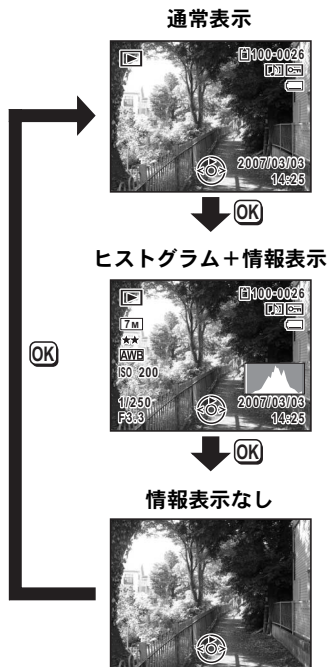 通常表示
100-0026
2007/03/03
14:25
OK
ヒストグラム＋情報表示
100-0026
7M
★★
AWB
ISO 200
1/250
F3.3
2007/03/03
14:25
OK
OK
情報表示なし